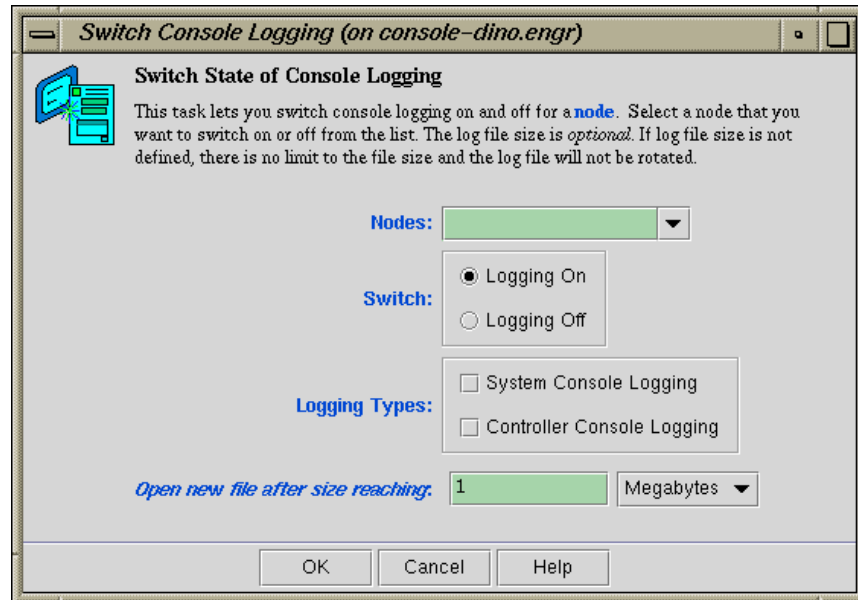 Switch Console Logging (on console-dino.engr)
Switch State of Console Logging
This task lets you switch console logging on and off for a node. Select a node that you
want to switch on or off from the list. The log file size is optional. If log file size is not
defined, there is no limit to the file size and the log file will not be rotated.
Nodes:
Switch:
Logging On
Logging Off
Logging Types:
System Console Logging
Controller Console Logging
Open new file after size reaching: 1 Megabytes
OK Cancel Help